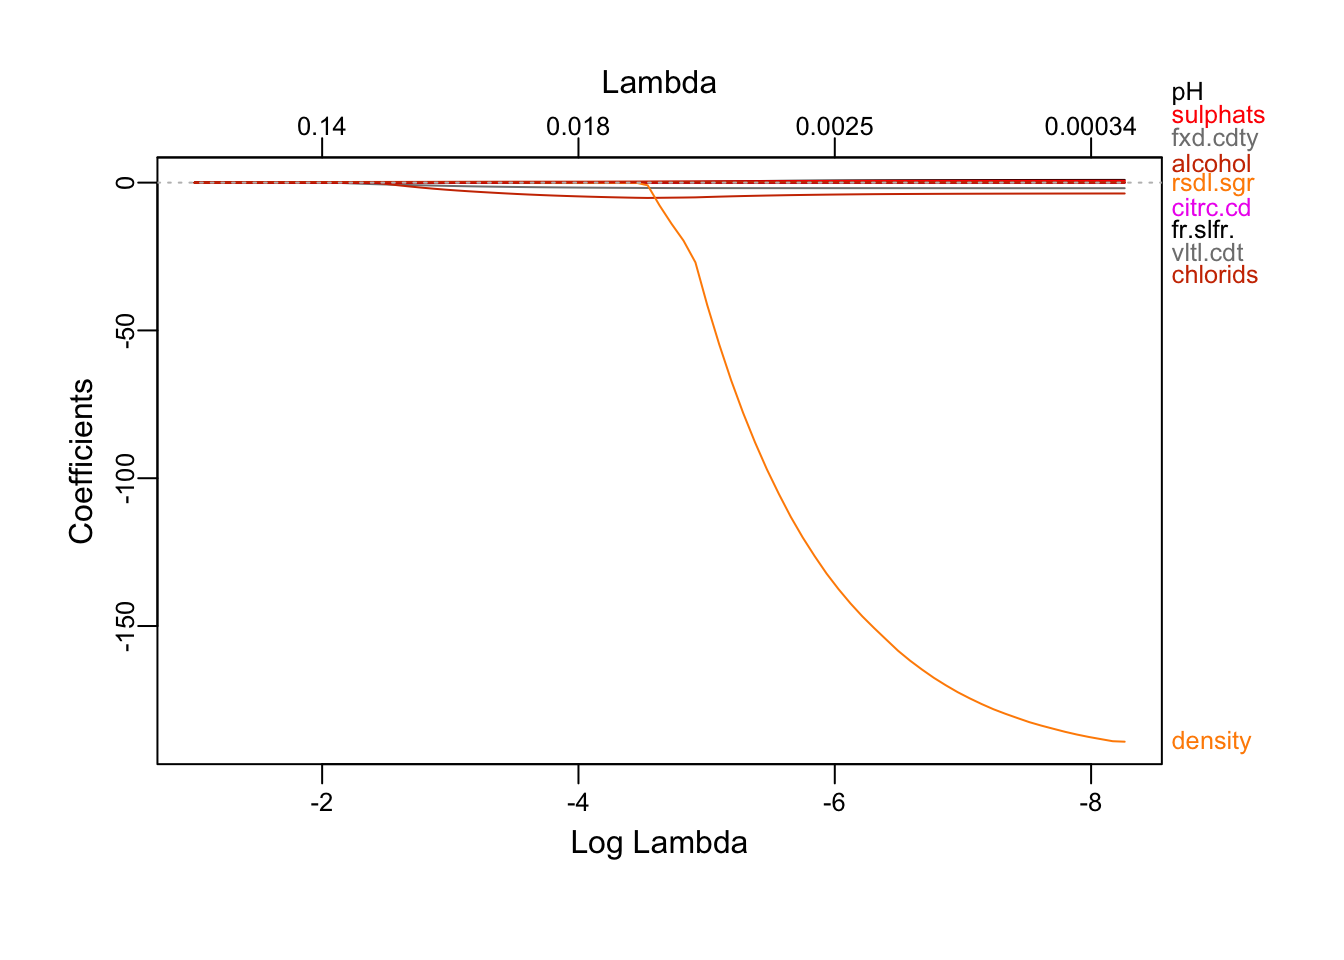 Lambda
0.14 0.018 0.0025 0.00034
pH
sulphats
fxd.cdty
alcohol
rsdl.sgr
citrc.cd
fr.slfr.
vltl.cdt
chlorids
density
0
-50
-100
-150
Coefficients
-2 -4 -6 -8
Log Lambda